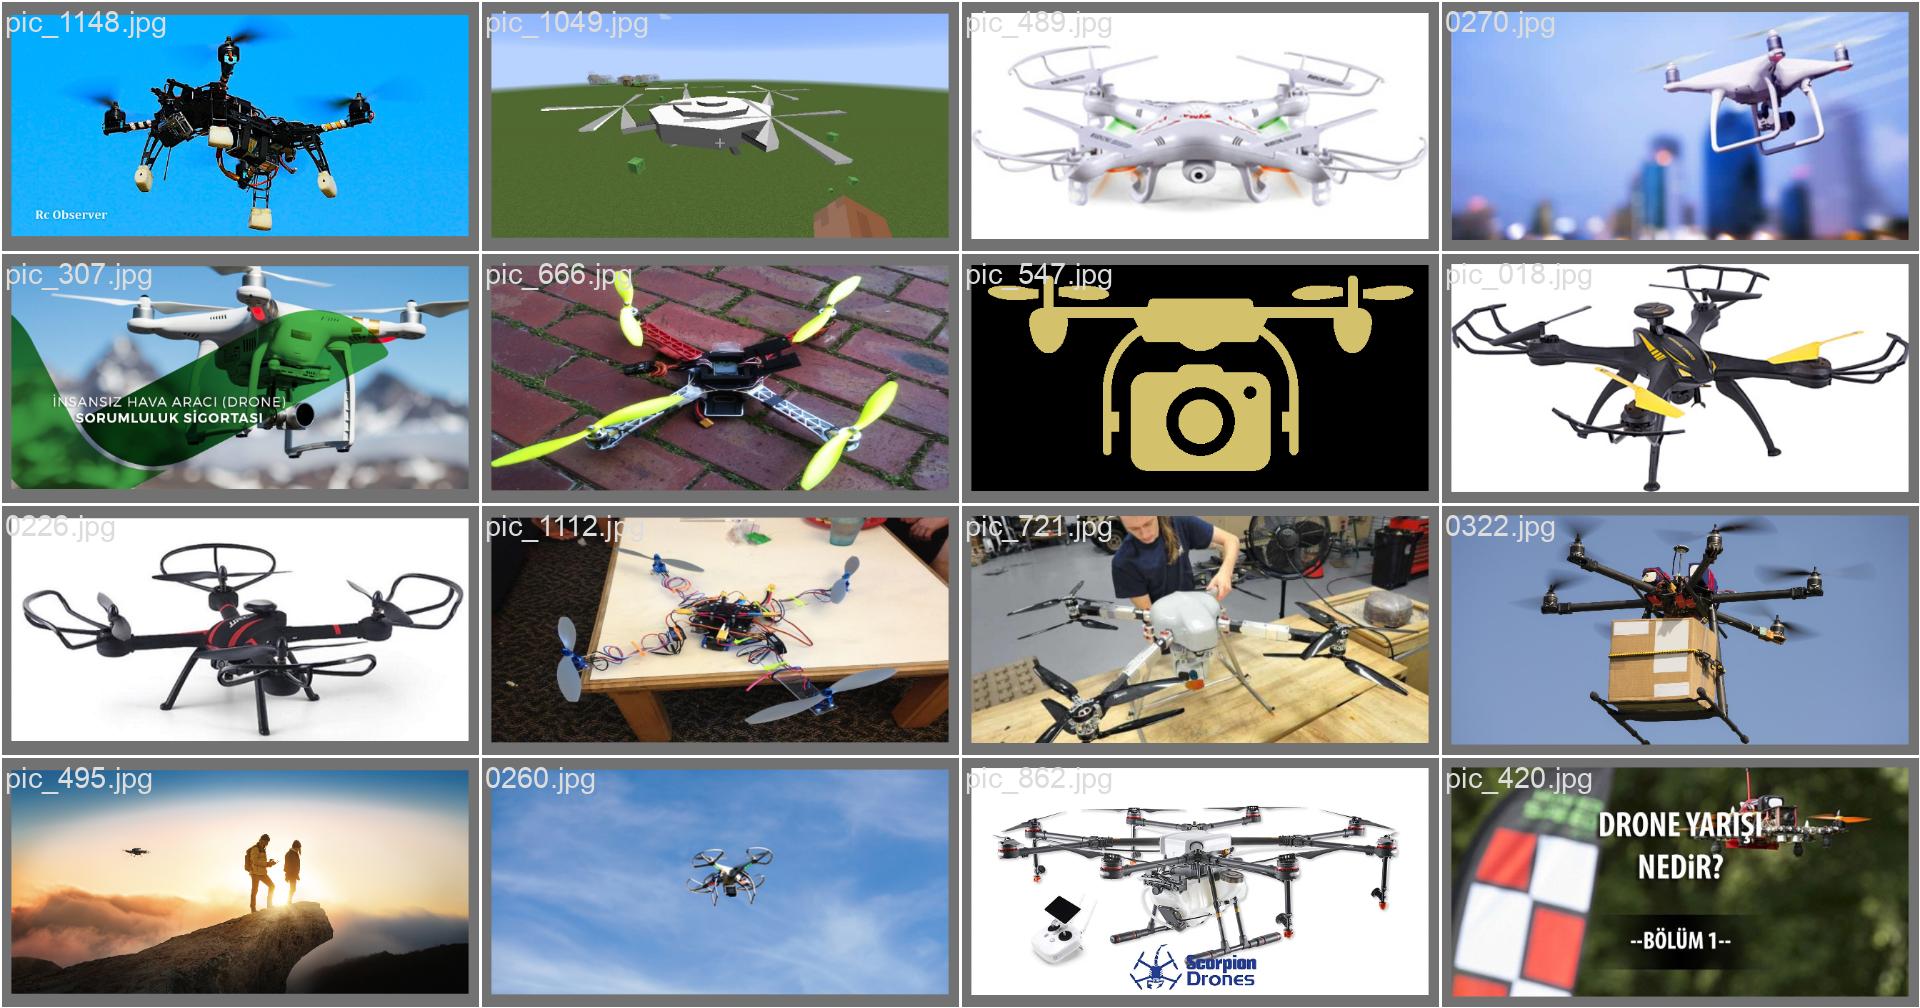 pic_1148.jpg
pic_1049.jpg
pic_489.jpg
0270.jpg
Rc Observer
pic_307.jpg
pic_666.jpg
pic_547.jpg
pic_018.jpg
İNSANSIZ HAVA ARACI (DRONE)
SORUMLULUK SİGORTASI
0226.jpg
pic_1112.jpg
pic_721.jpg
0322.jpg
pic_495.jpg
0260.jpg
pic_862.jpg
pic_420.jpg
Scorpion
Drones
DRONE YARIŞI
NEDİR?
--BÖLÜM 1--